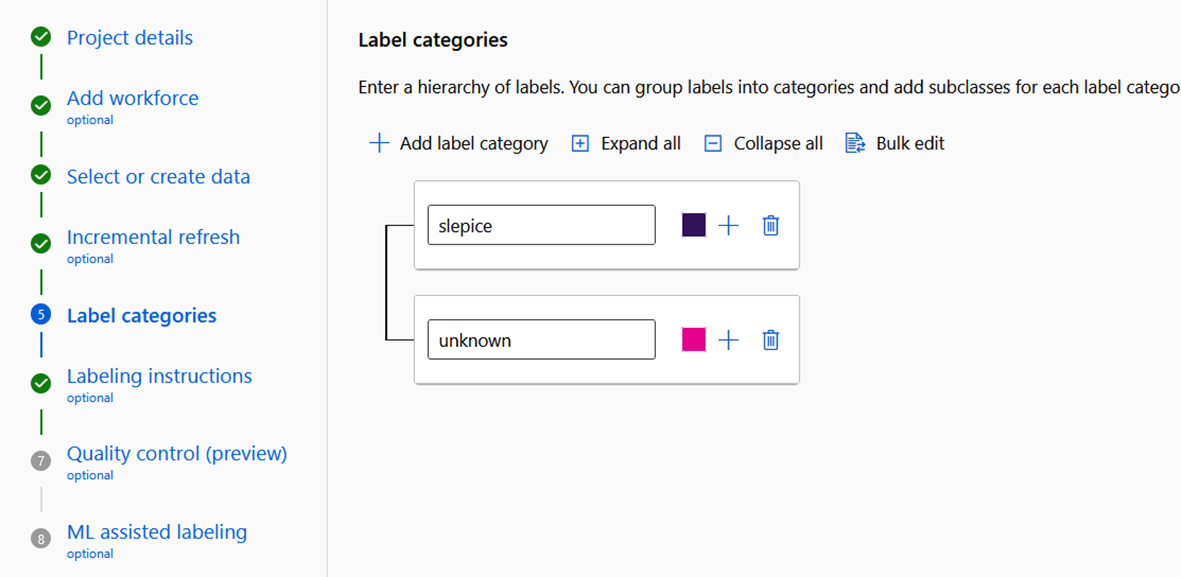 Project details
Add workforce
optional
Select or create data
Incremental refresh
optional
5
Label categories
Labeling instructions
optional
7
Quality control (preview)
optional
8
ML assisted labeling
optional
Label categories
Enter a hierarchy of labels. You can group labels into categories and add subclasses for each label catego
Add label category Expand all Collapse all Bulk edit
slepice
unknown